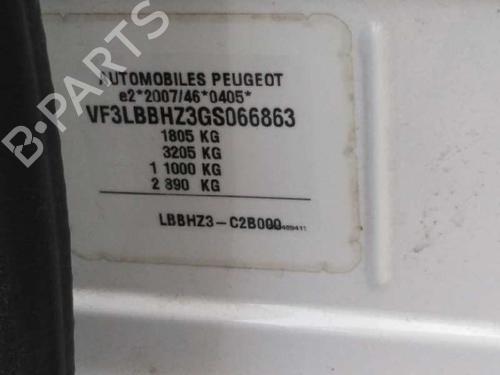 AUTOMOBILES PEUGEOT
e2*2007/46*0405*
VF3LBBHZ3GS066863
1805 KG
3205 KG
1 1000 KG
2 890 KG
LBBHZ3-C2B000
B-PARTS